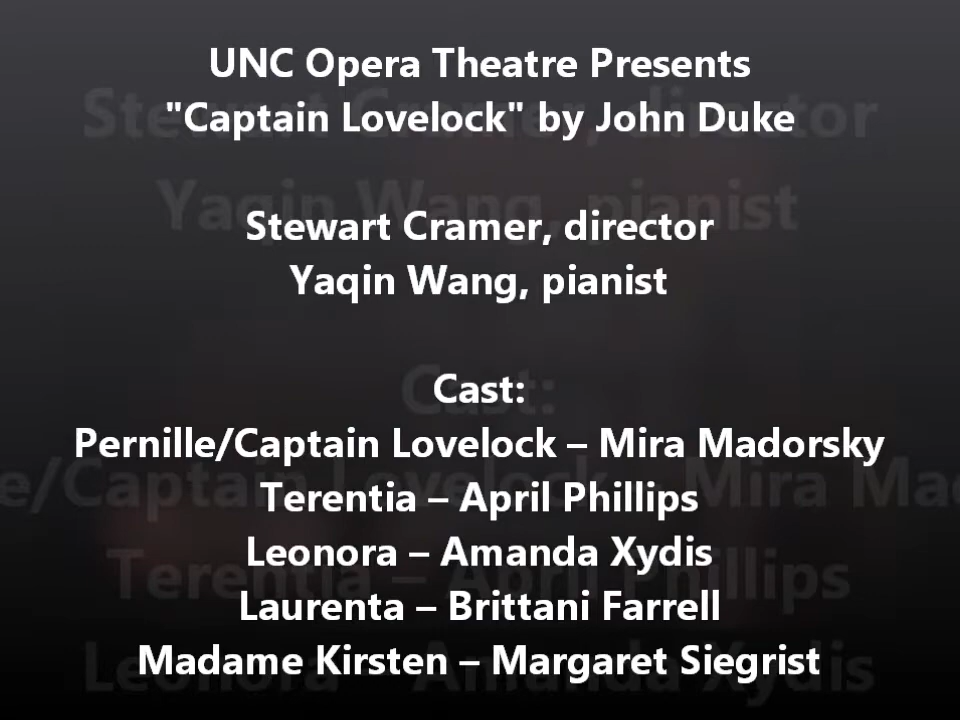 UNC Opera Theatre Presents
"Captain Lovelock" by John Duke
Stewart Cramer, director
Yaqin Wang, pianist
Cast:
Pernille/Captain Lovelock – Mira Madorsky
Terentia – April Phillips
Leonora – Amanda Xydis
Laurenta – Brittani Farrell
Madame Kirsten – Margaret Siegrist